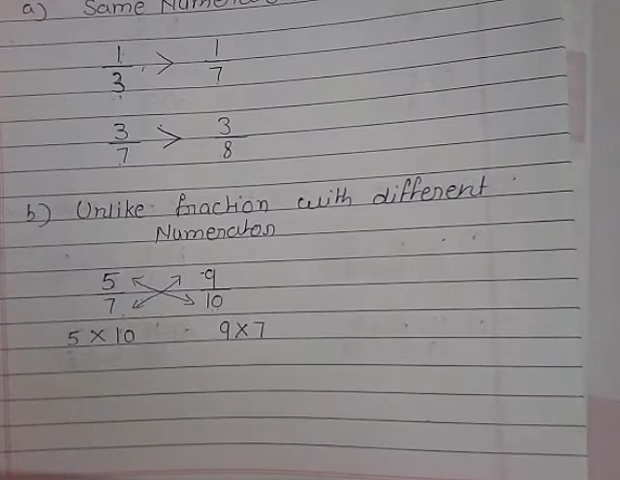 a) Same
1/3 > 1/7
3/7 > 3/8
b) Unlike fraction with different
Numerator
5/7 9/10
5 × 10 9 × 7